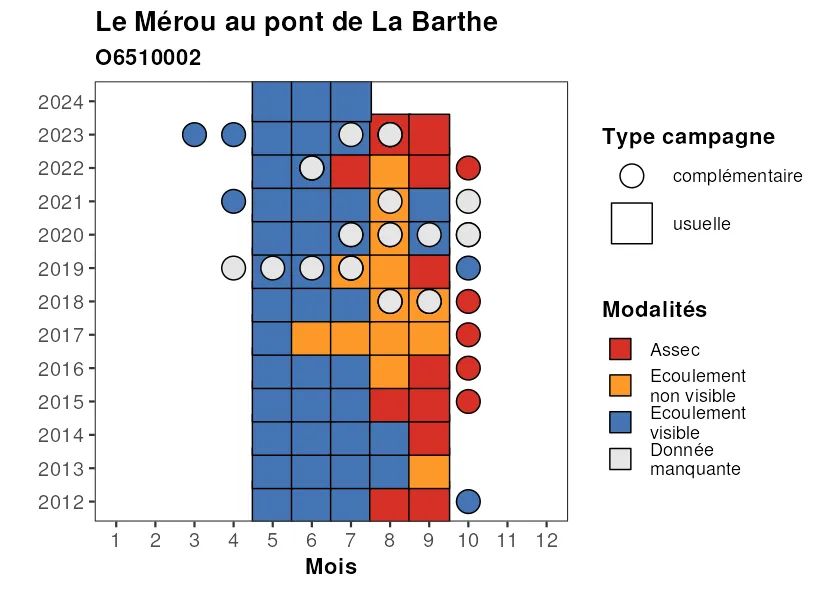 Le Mérou au pont de La Barthe
O6510002
2024
2023
2022
2021
2020
2019
2018
2017
2016
2015
2014
2013
2012
1 2 3 4 5 6 7 8 9 10 11 12
Mois
Type campagne
complémentaire
usuelle
Modalités
Assec
Ecoulement
non visible
Ecoulement
visible
Donnée
manquante